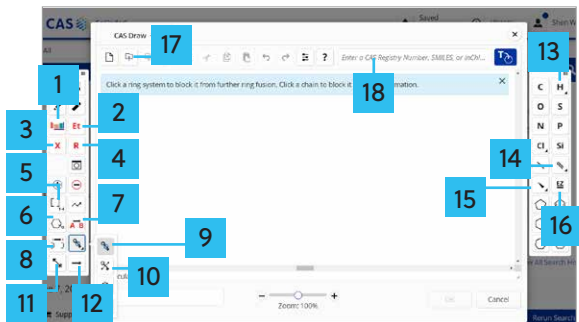 CAS
CAS Draw
Saved
Shen W
All
17
Enter a CAS Registry Number, SMILES, or InChI...
13
Click a ring system to block it from further ring fusion. Click a chain to block it
18
1
C H
2
Et
O S
3
X R
4
N P
Cl Si
14
5
15
16
6
7
A B
9
8
10
11
12
Zoom: 100%
OK
Cancel
Rerun Search